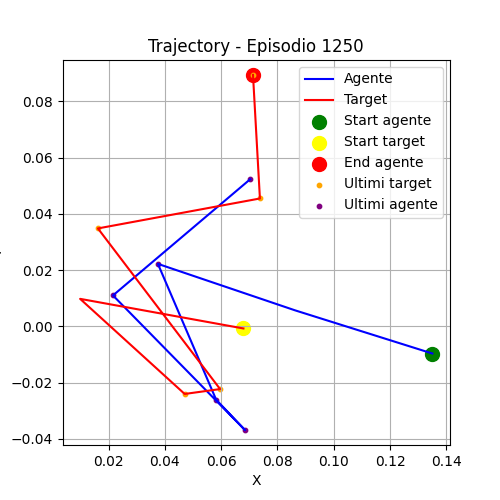 Trajectory - Episodio 1250
Agente
Target
Start agente
Start target
End agente
Ultimi target
Ultimi agente
0.08
0.06
0.04
0.02
0.00
−0.02
−0.04
0.02
0.04
0.06
0.08
0.10
0.12
0.14
X